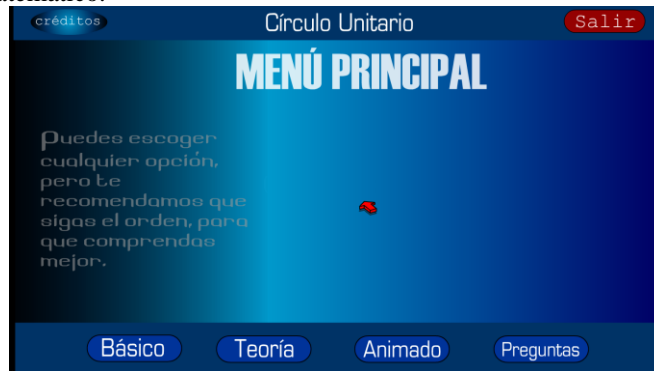 créditos Círculo Unitario Salir
MENÚ PRINCIPAL
Puedes escoger
cualquier opción,
pero te
recomendamos que
sigas el orden, para
que comprendas
mejor.
Básico Teoría Animado Preguntas